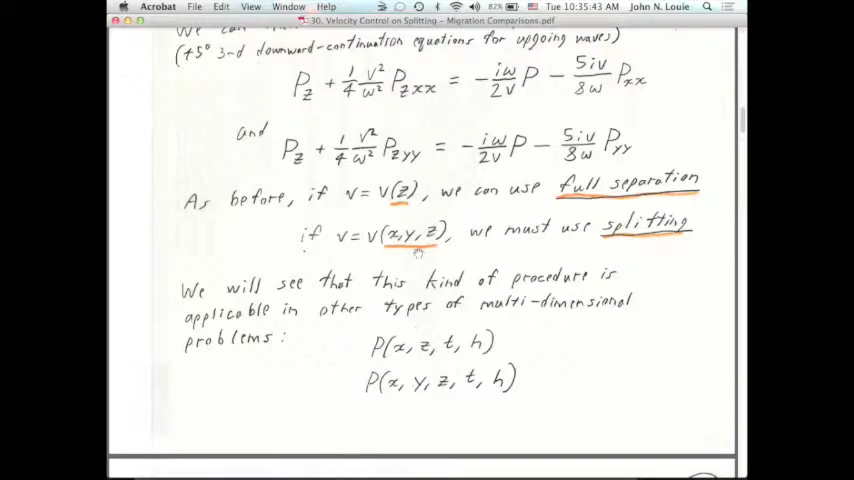 Acrobat File Edit View Window Help 82% Tue 10:35:43 AM John N. Louie
30. Velocity Control on Splitting – Migration Comparisons.pdf
(45° 3-d downward-continuation equations for upgoing waves)
P_z + 1/4 v²/ω² P_zxx = - iω/2v P - 5iv/8ω P_xx
and
P_z + 1/4 v²/ω² P_zyy = - iω/2v P - 5iv/8ω P_yy
As before, if v = v(z), we can use full separation
if v = v(x,y,z), we must use splitting
We will see that this kind of procedure is
applicable in other types of multi-dimensional
problems:
P(x, z, t, h)
P(x, y, z, t, h)